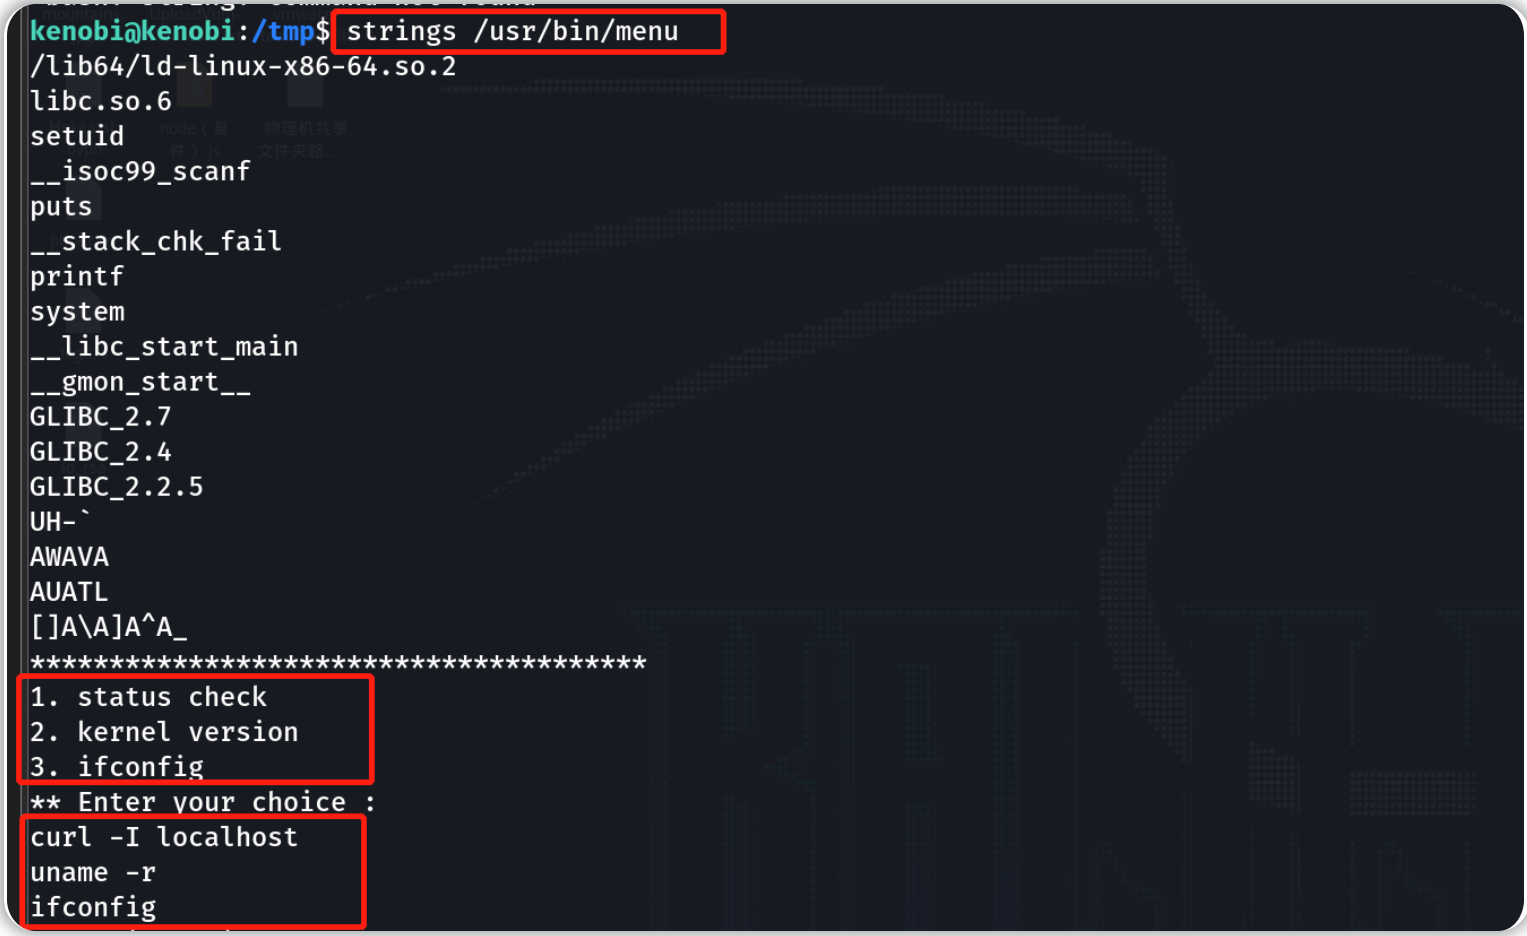 kenobi@kenobi:/tmp$ strings /usr/bin/menu
/lib64/ld-linux-x86-64.so.2
libc.so.6
setuid
__isoc99_scanf
puts
__stack_chk_fail
printf
system
__libc_start_main
__gmon_start__
GLIBC_2.7
GLIBC_2.4
GLIBC_2.2.5
UH-`
AWAVA
AUATL
[]A\A]A^A_
***************************************
1. status check
2. kernel version
3. ifconfig
** Enter your choice :
curl -I localhost
uname -r
ifconfig